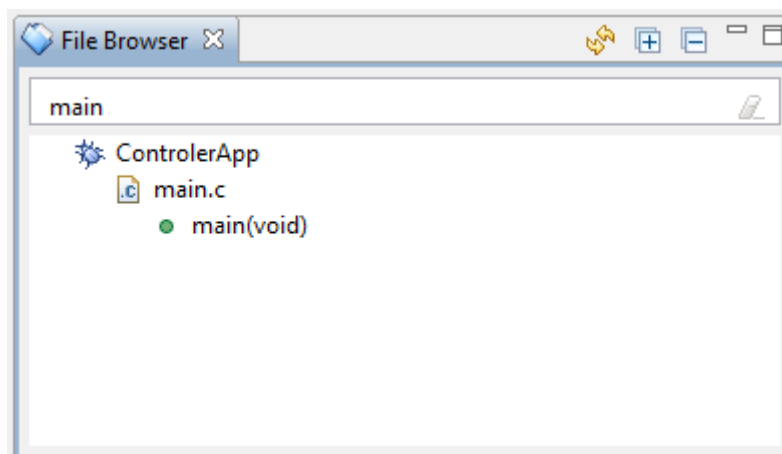 File Browser
main
ControlerApp
.c main.c
main(void)